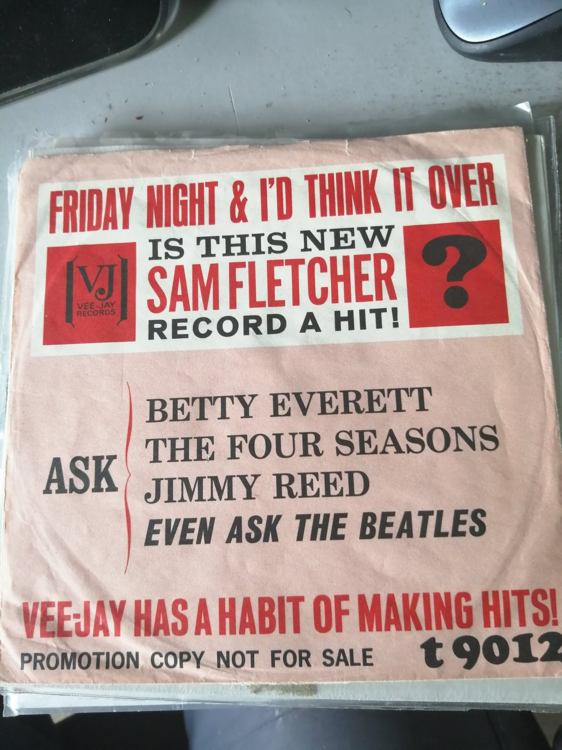 FRIDAY NIGHT & I'D THINK IT OVER
VJ
VEE-JAY
RECORDS
IS THIS NEW
SAM FLETCHER
RECORD A HIT!
?
ASK
BETTY EVERETT
THE FOUR SEASONS
JIMMY REED
EVEN ASK THE BEATLES
VEE-JAY HAS A HABIT OF MAKING HITS!
PROMOTION COPY NOT FOR SALE
t 9012